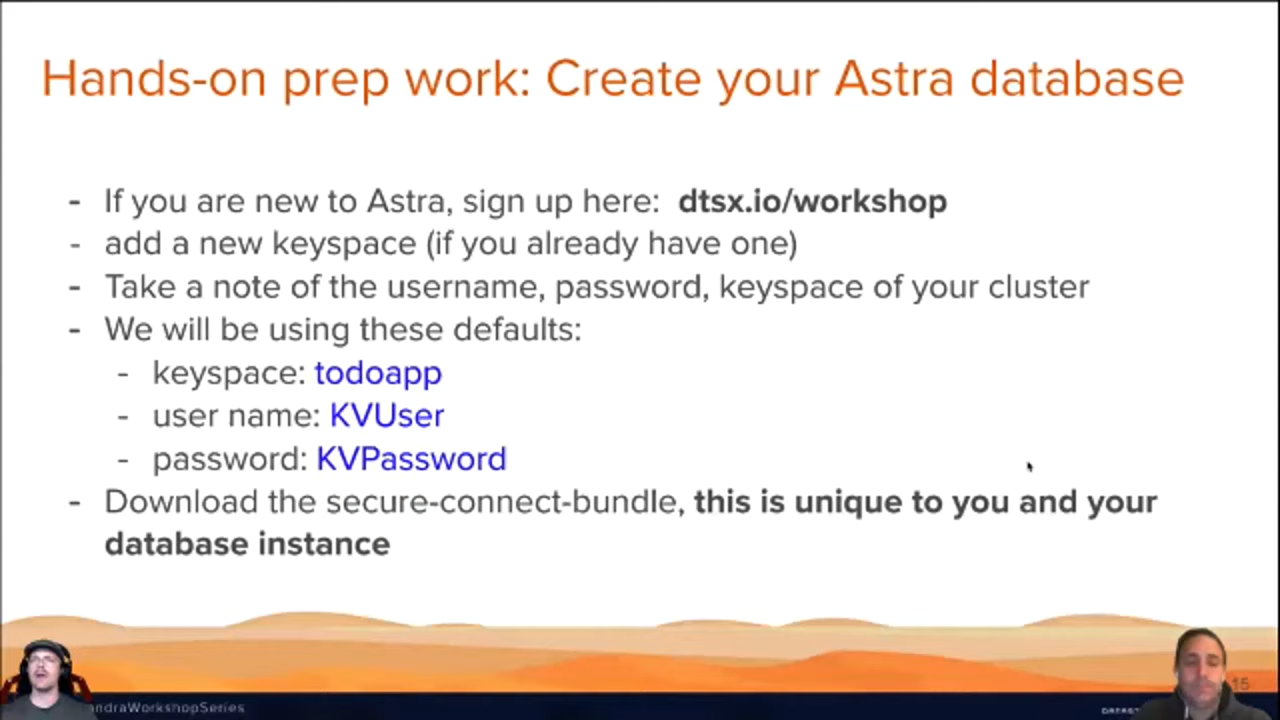 Hands-on prep work: Create your Astra database
- If you are new to Astra, sign up here: dtsx.io/workshop
- add a new keyspace (if you already have one)
- Take a note of the username, password, keyspace of your cluster
- We will be using these defaults:
- keyspace: todoapp
- user name: KVUser
- password: KVPassword
- Download the secure-connect-bundle, this is unique to you and your
database instance
15
andraWorkshopSeries